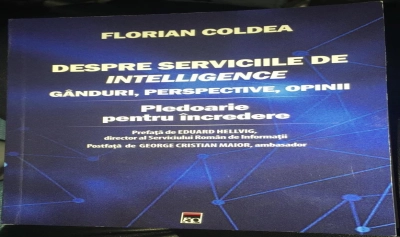 FLORIAN COLDEA
DESPRE SERVICIILE DE
INTELLIGENCE
GÂNDURI, PERSPECTIVE, OPINII
Pledoarie
pentru încredere
Prefață de EDUARD HELLVIG,
director al Serviciului Român de Informații
Postfață de GEORGE CRISTIAN MAIOR, ambasador
rao